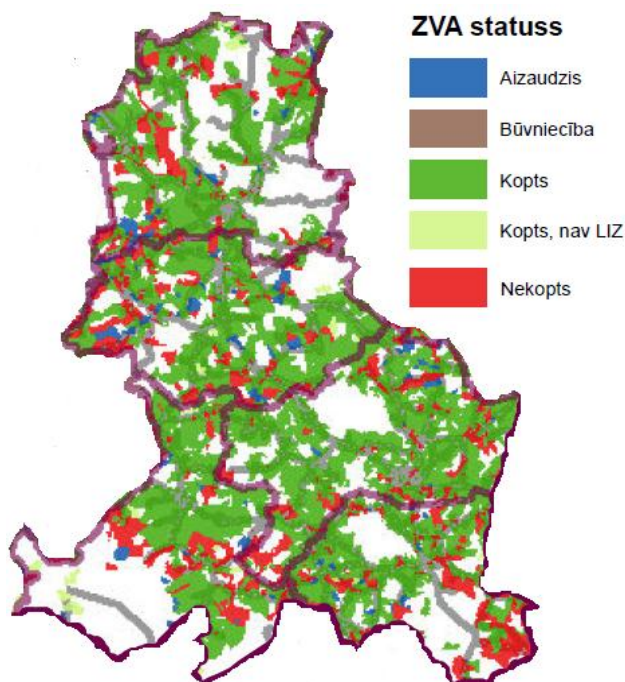 ZVA statuss
Aizaudzis
Būvniecība
Kopts
Kopts, nav LIZ
Nekopts